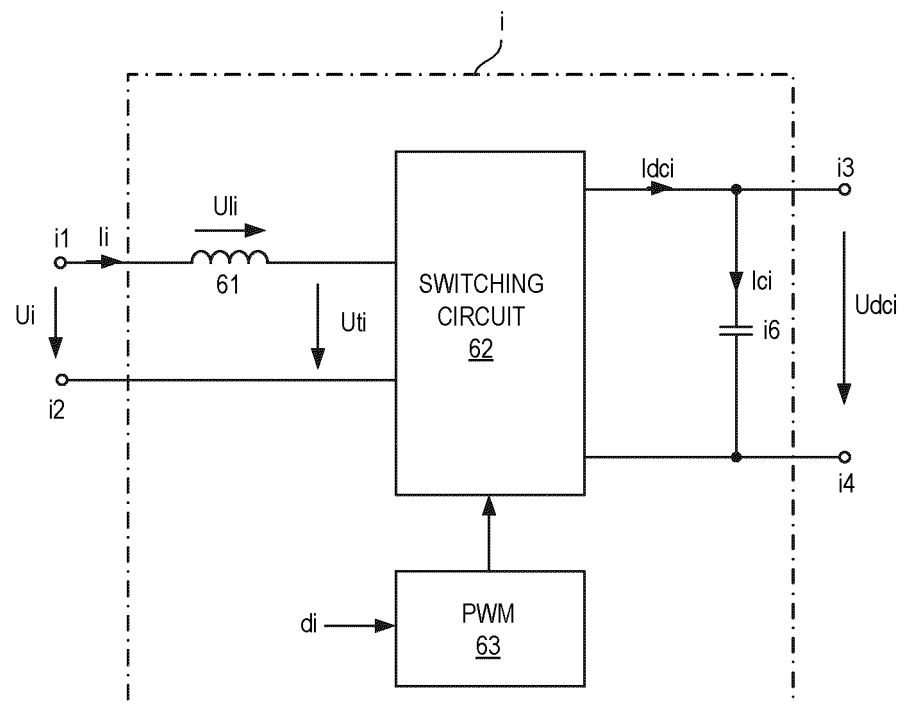 i
Idci
i3
Uli
i1
Ii
61
SWITCHING
CIRCUIT
62
Ici
Ui
Uti
i6
Udci
i2
i4
PWM
63
di